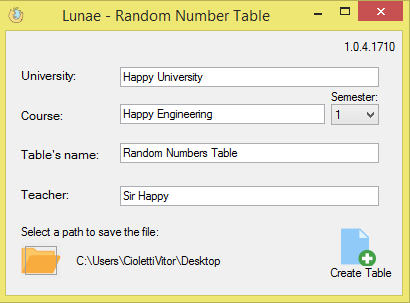 Lunae - Random Number Table
1.0.4.1710
University: Happy University
Semester:
Course: Happy Engineering 1
Table's name: Random Numbers Table
Teacher: Sir Happy
Select a path to save the file:
C:\Users\CiolettiVitor\Desktop
Create Table